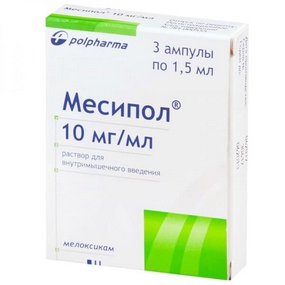 polpharma
3 ампулы
по 1,5 мл
Месипол®
10 мг/мл
раствор для
внутримышечного введения
мелоксикам